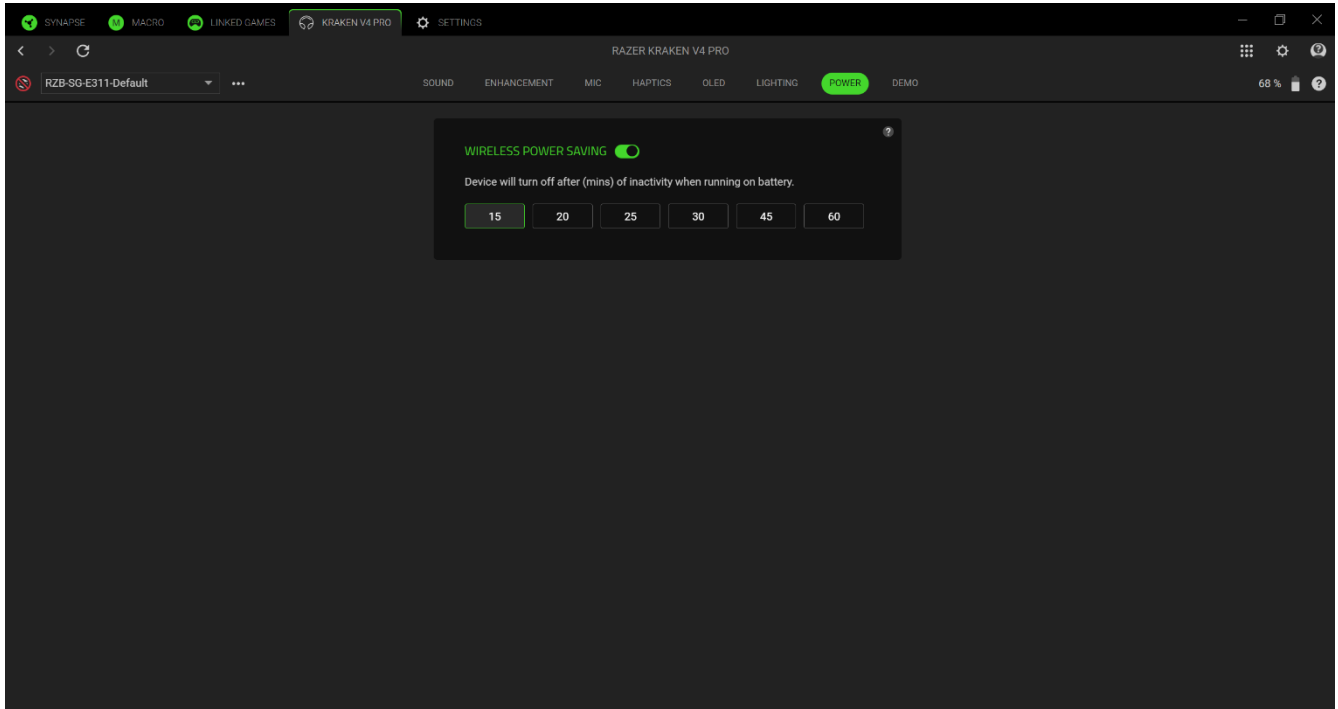 SYNAPSE M MACRO LINKED GAMES KRAKEN V4 PRO SETTINGS
RAZER KRAKEN V4 PRO
RZB-SG-E311-Default SOUND ENHANCEMENT MIC HAPTICS OLED LIGHTING POWER DEMO 68 % ?
?
WIRELESS POWER SAVING
Device will turn off after (mins) of inactivity when running on battery.
15 20 25 30 45 60